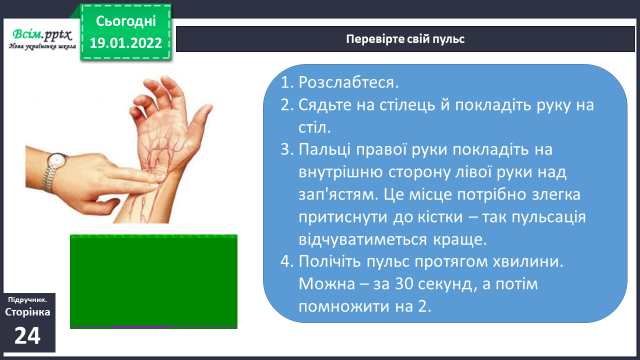 Сьогодні
19.01.2022
Всім.pptx
Нова українська школа
Перевірте свій пульс
1. Розслабтеся.
2. Сядьте на стілець й покладіть руку на
стіл.
3. Пальці правої руки покладіть на
внутрішню сторону лівої руки над
зап'ястям. Це місце потрібно злегка
притиснути до кістки – так пульсація
відчуватиметься краще.
4. Полічіть пульс протягом хвилини.
Можна – за 30 секунд, а потім
помножити на 2.
Підручник.
Сторінка
24